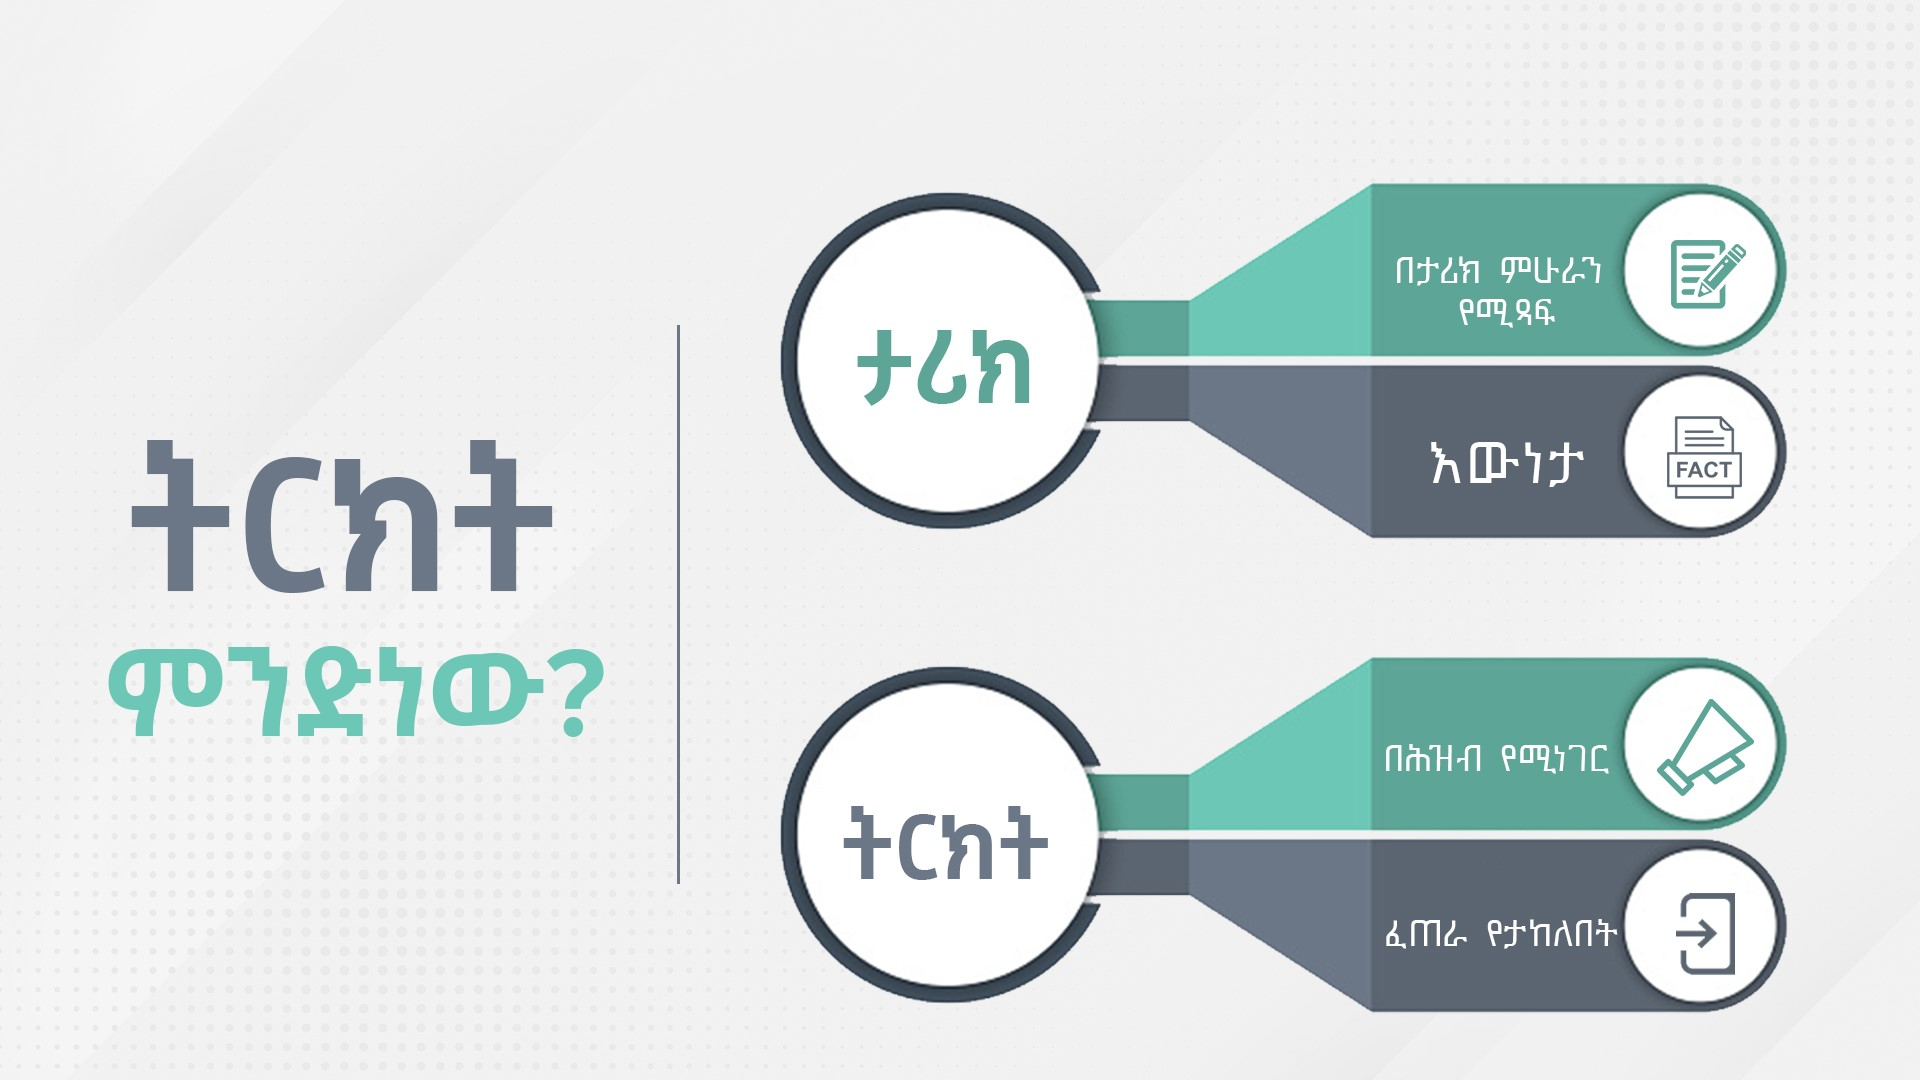 ትርክት
ምንድነው?
ታሪክ
በታሪክ ምሁራን
የሚጻፍ
እውነታ
FACT
ትርክት
በሕዝብ የሚነገር
ፈጠራ የታከለበት